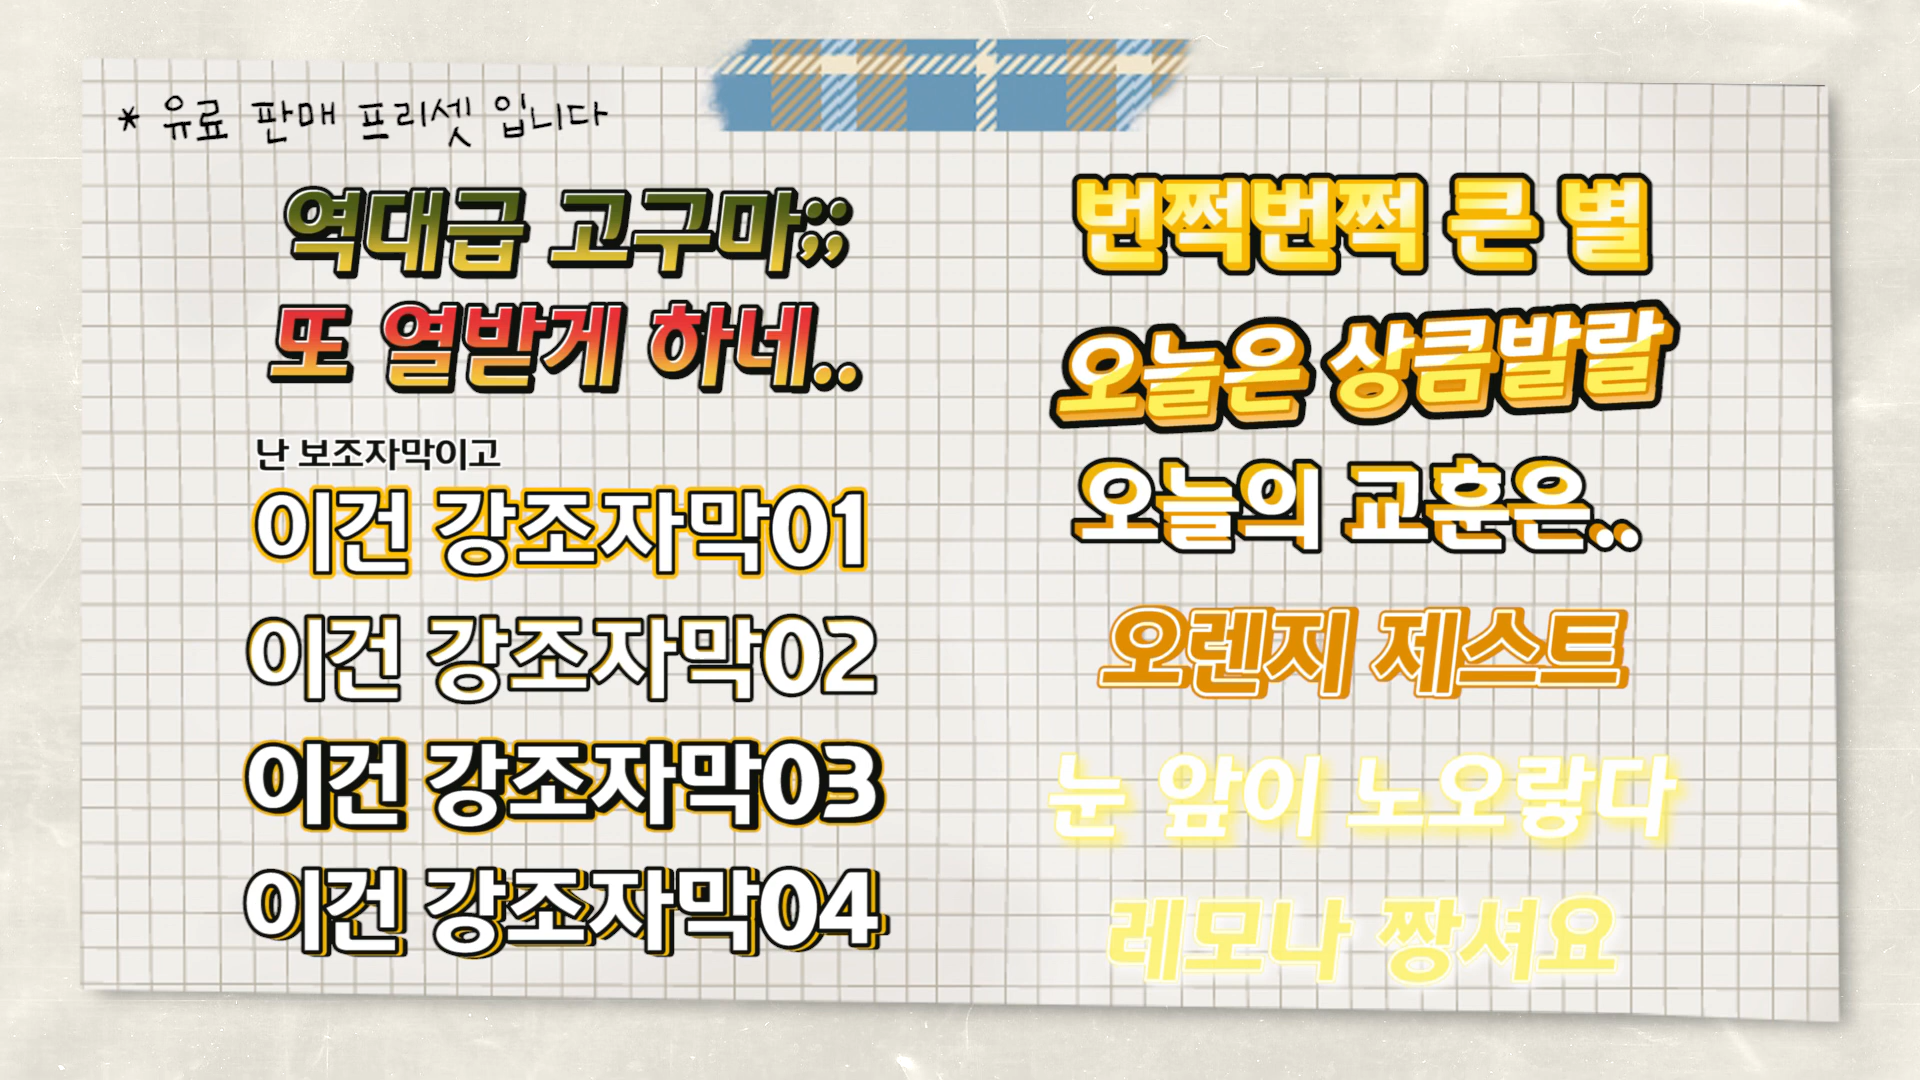 * 유료 판매 프리셋 입니다
역대급 고구마;;
또 열받게 하네..
난 보조자막이고
이건 강조자막01
이건 강조자막02
이건 강조자막03
이건 강조자막04
번쩍번쩍 큰 별
오늘은 상큼발랄
오늘의 교훈은..
오렌지 제스트
눈 앞이 노오랗다
레모나 짱셔요